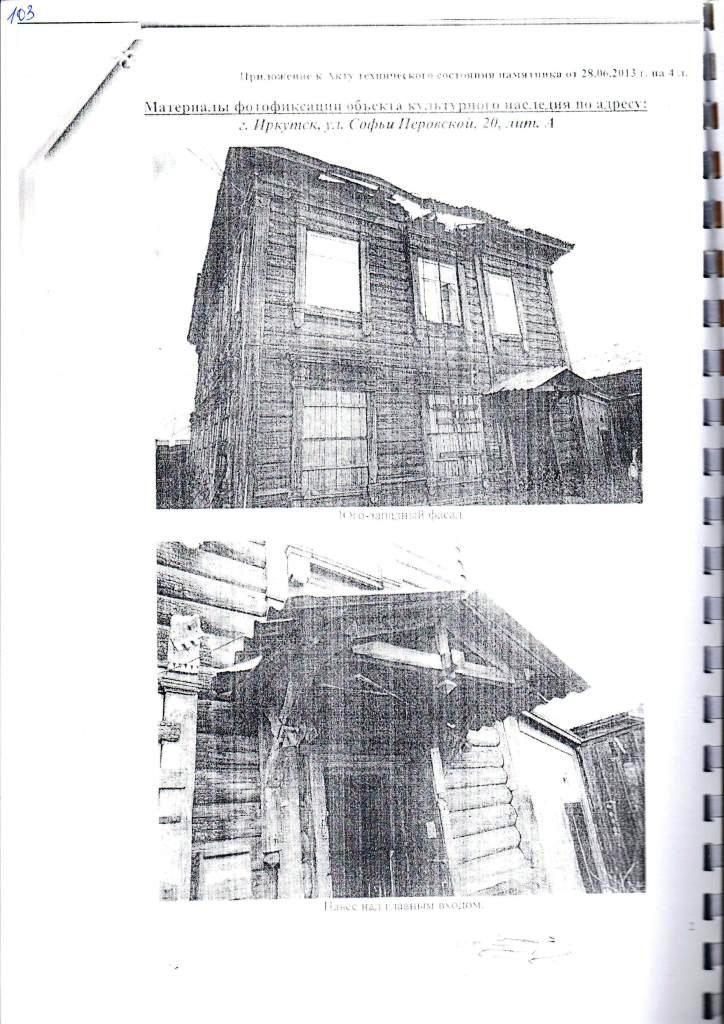 103
Приложение к Акту технического состояния памятника от 28.06.2013 г. на 4 л.
Материалы фотофиксации объекта культурного наследия по адресу:
г. Иркутск, ул. Софьи Перовской, 20, лит. А
Юго-западный фасад.
Навес над главным входом.
2